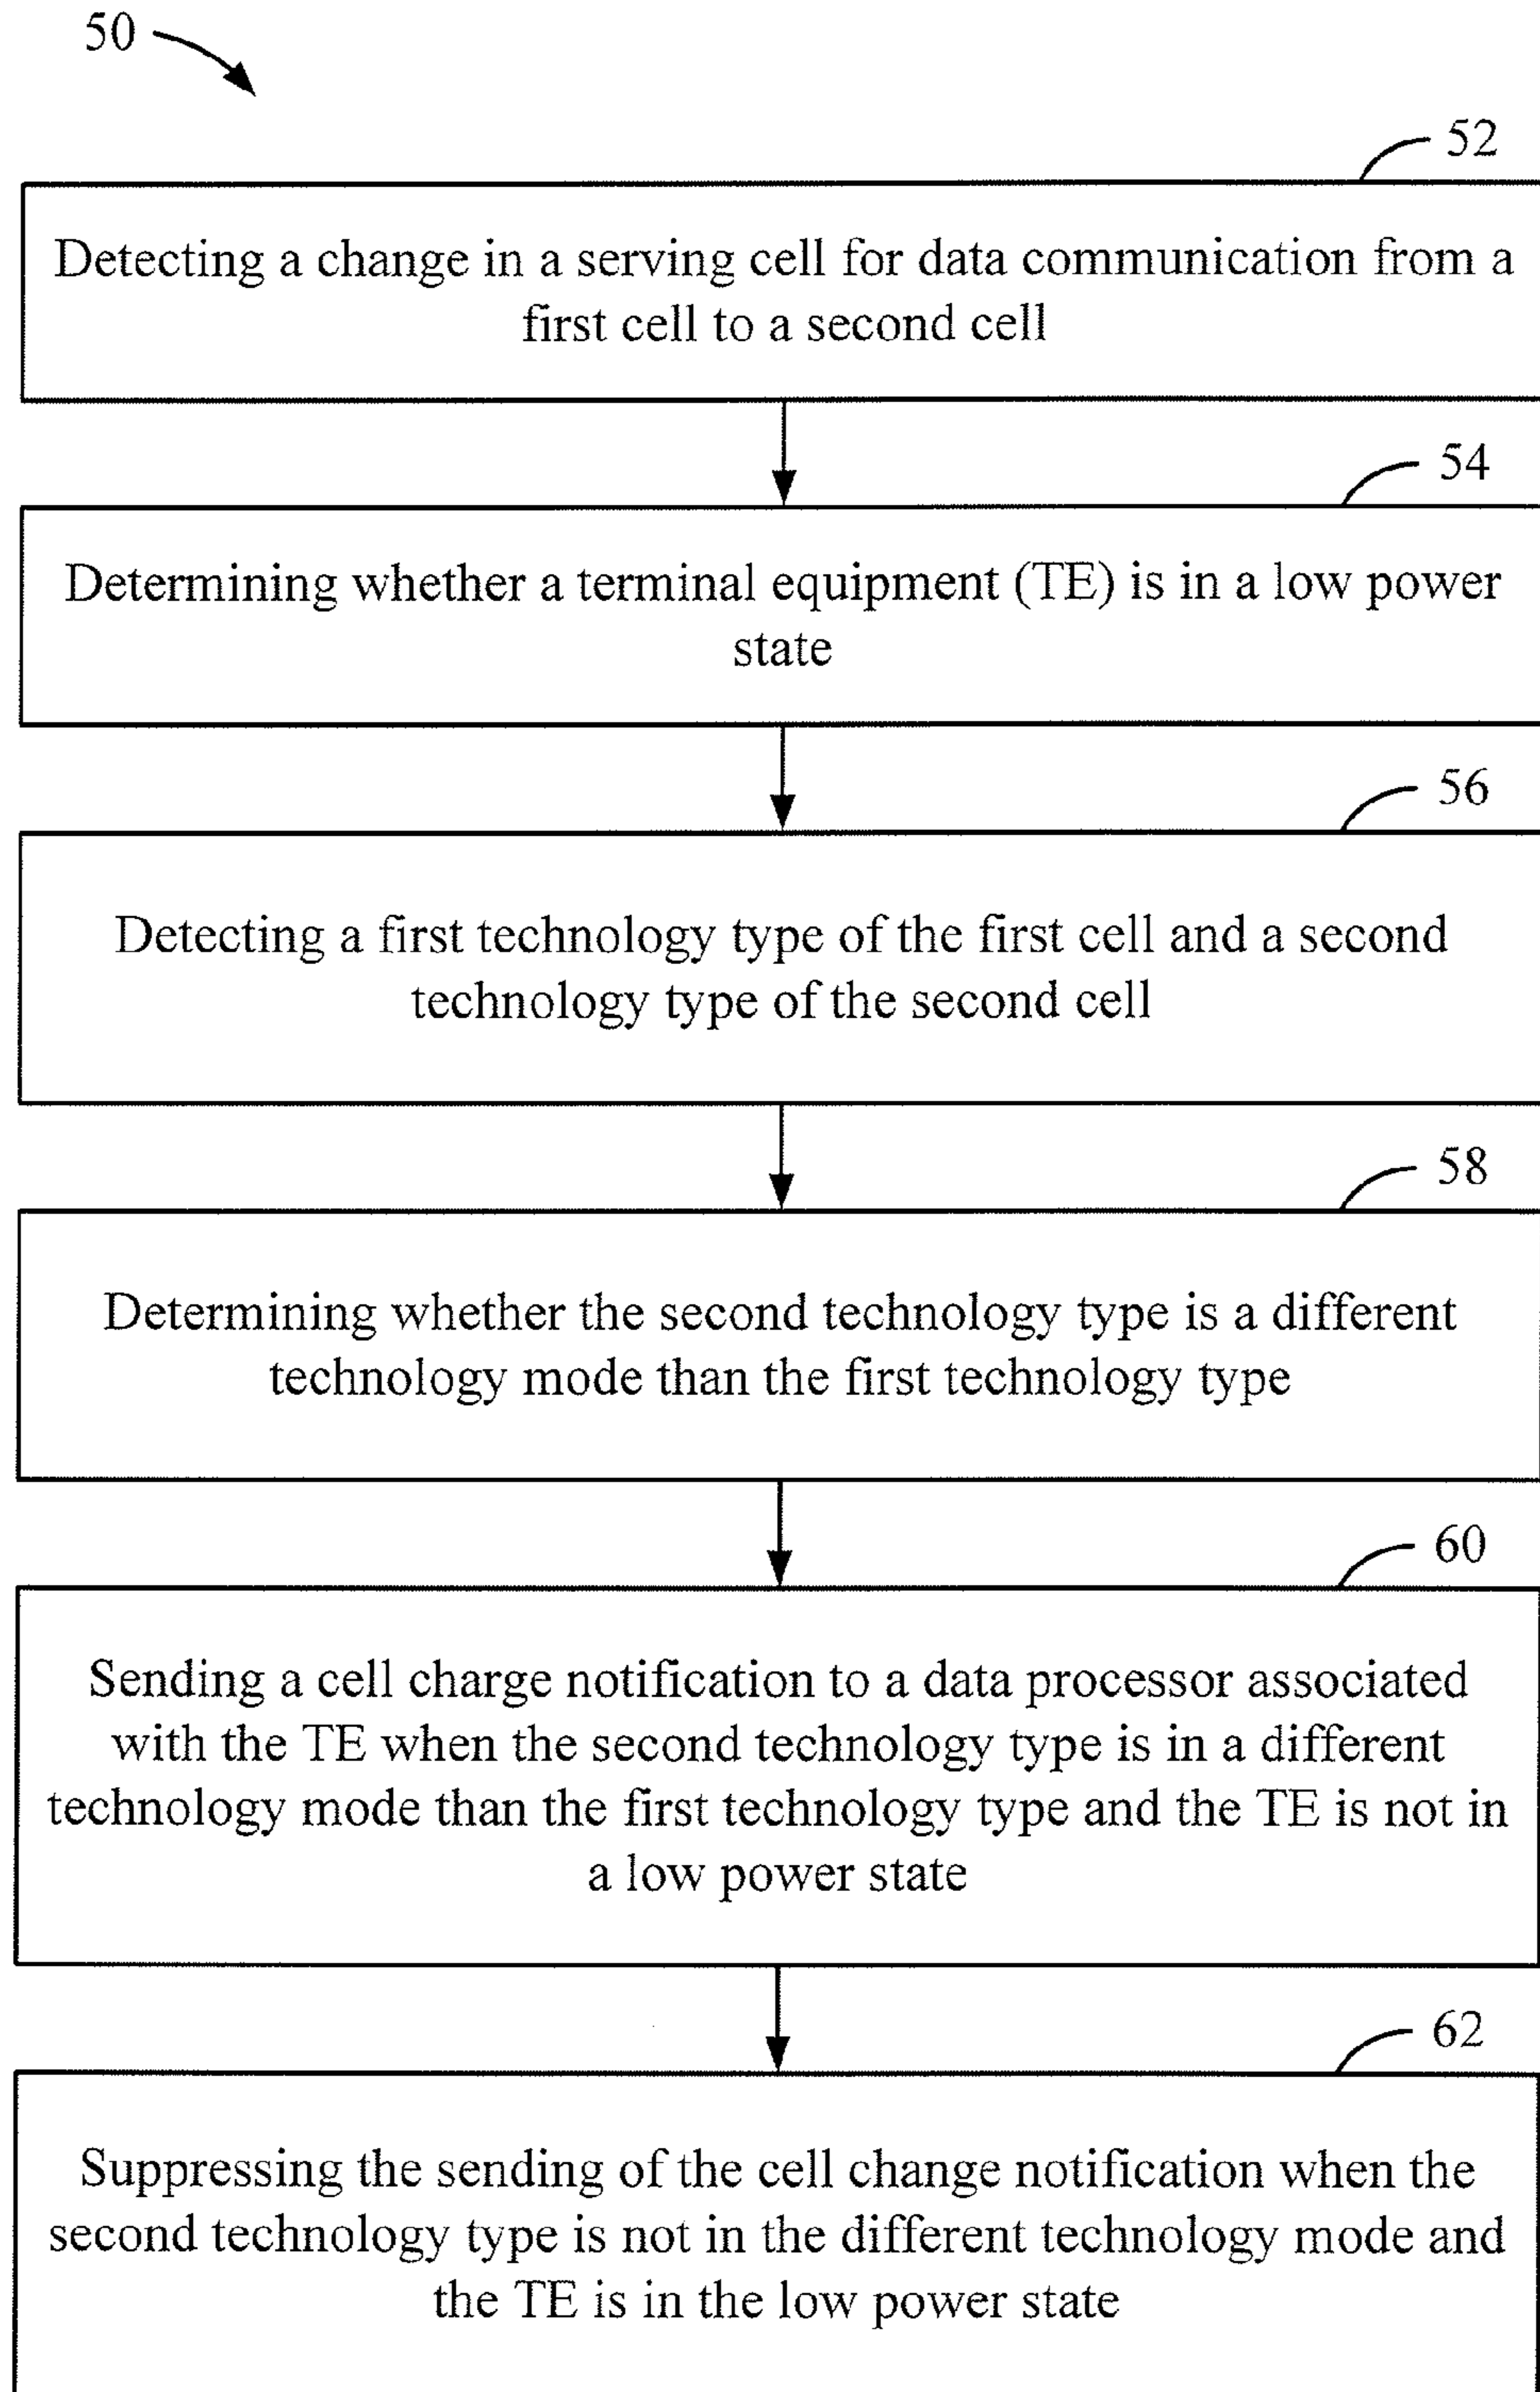 50
52
Detecting a change in a serving cell for data communication from a
first cell to a second cell
54
Determining whether a terminal equipment (TE) is in a low power
state
56
Detecting a first technology type of the first cell and a second
technology type of the second cell
58
Determining whether the second technology type is a different
technology mode than the first technology type
60
Sending a cell charge notification to a data processor associated
with the TE when the second technology type is in a different
technology mode than the first technology type and the TE is not in
a low power state
62
Suppressing the sending of the cell change notification when the
second technology type is not in the different technology mode and
the TE is in the low power state